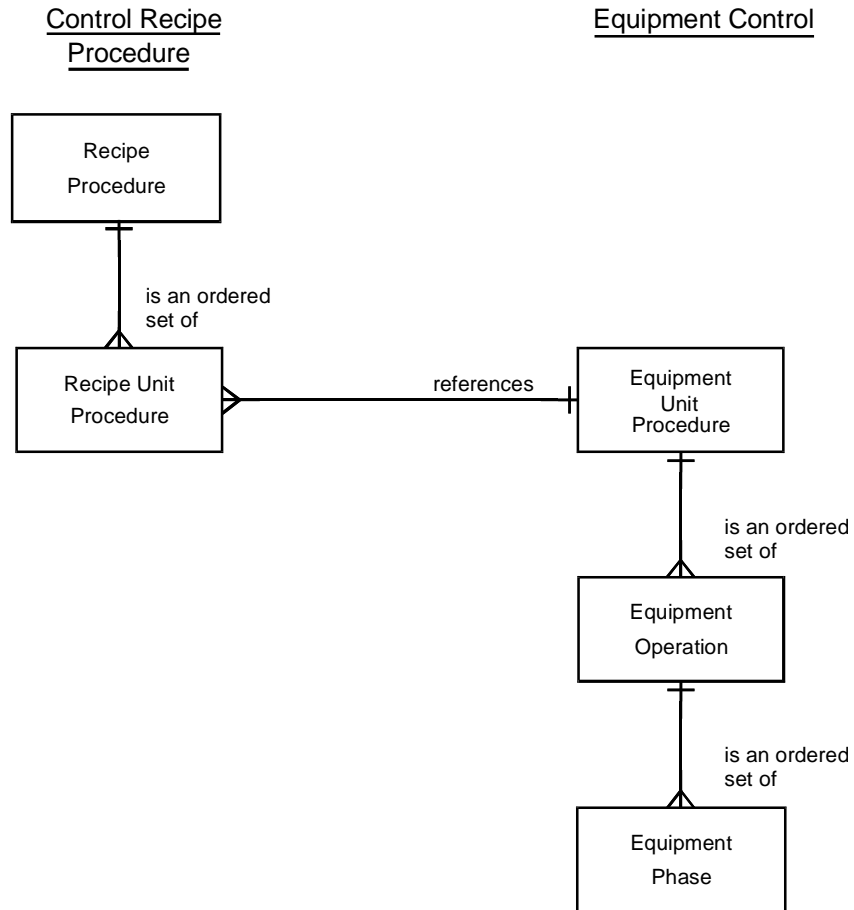 Control Recipe
Procedure
Equipment Control
Recipe
Procedure
is an ordered
set of
Recipe Unit
Procedure
references
Equipment
Unit
Procedure
is an ordered
set of
Equipment
Operation
is an ordered
set of
Equipment
Phase